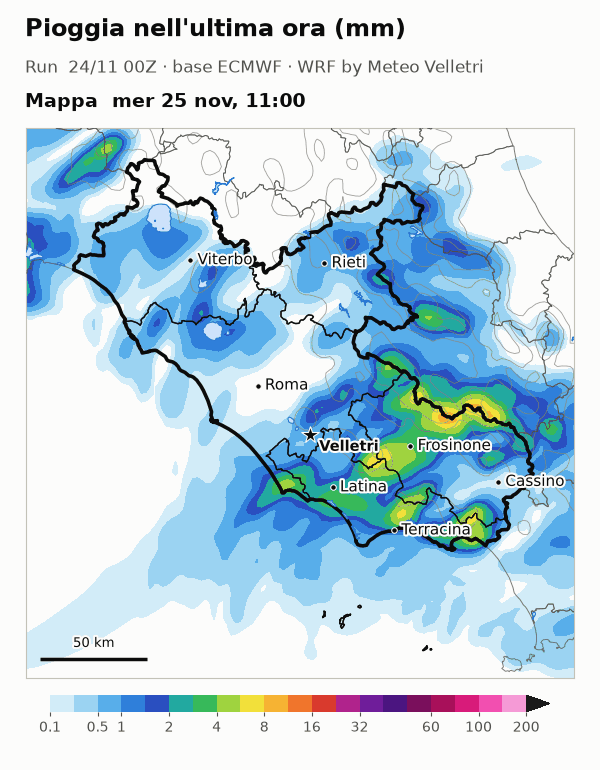 Pioggia nell'ultima ora (mm)
Run  24/11 00Z · base ECMWF · WRF by Meteo Velletri
Mappa  mer 25 nov, 11:00
Viterbo
Rieti
Roma
Velletri
Frosinone
Latina
Cassino
Terracina
50 km
0.1 0.5 1 2 4 8 16 32 60 100 200